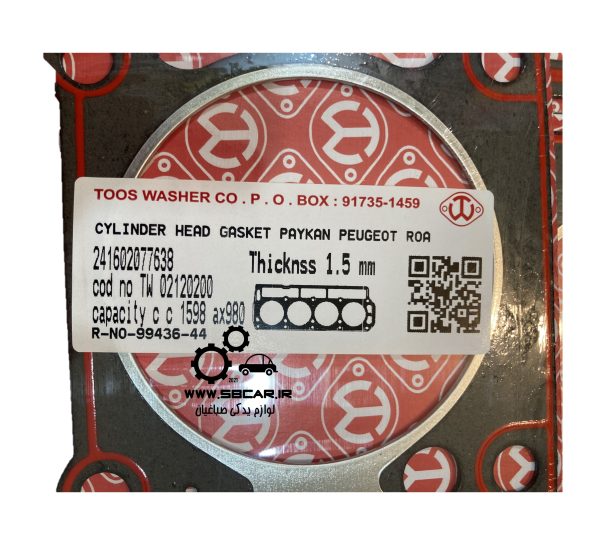 TOOS WASHER CO . P . O . BOX : 91735-1459
CYLINDER HEAD GASKET PAYKAN PEUGEOT ROA
241602077638 Thicknss 1.5 mm
cod no TW 02120200
capacity c c 1598 ax980
R-NO-99436-44
2021
WWW.SBCAR.IR
لوازم یدکی صباغیان